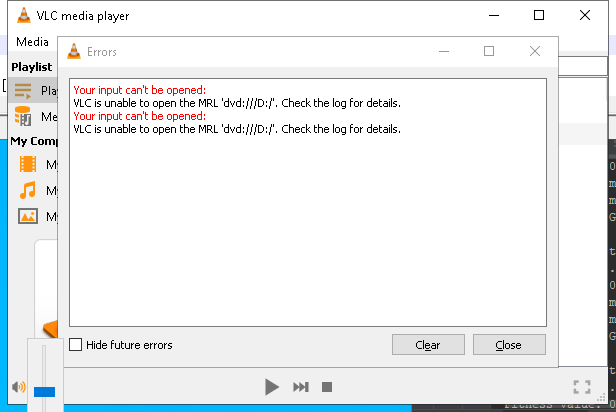 VLC media player
Media
Errors
Playlist
Your input can't be opened:
VLC is unable to open the MRL 'dvd:///D:/'. Check the log for details.
Your input can't be opened:
VLC is unable to open the MRL 'dvd:///D:/'. Check the log for details.
Play
Me
My Comp
My
My
My
Hide future errors
Clear
Close